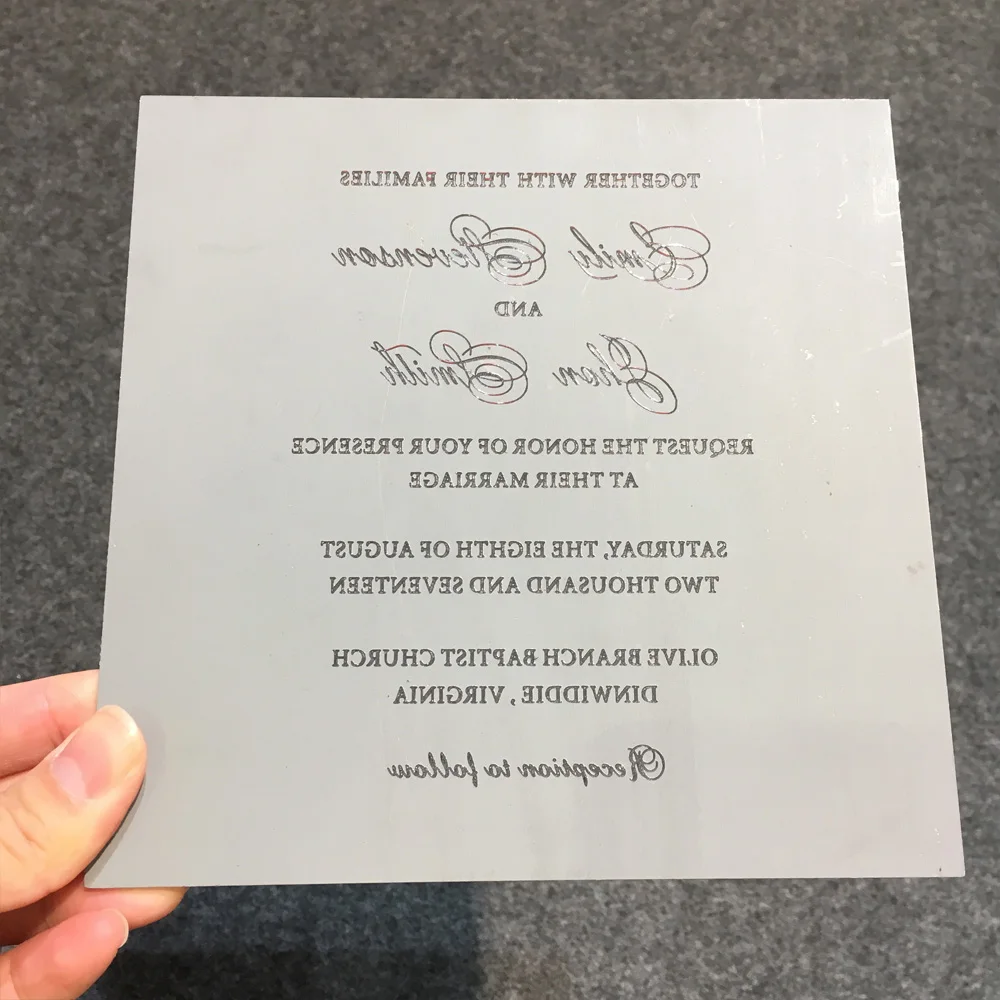 TOGETHER WITH THEIR FAMILIES
Emily Stevenson
AND
Jhon Smith
REQUEST THE HONOR OF YOUR PRESENCE
AT THEIR MARRIAGE
SATURDAY, THE EIGHTH OF AUGUST
TWO THOUSAND AND SEVENTEEN
OLIVE BRANCH BAPTIST CHURCH
DINWIDDIE, VIRGINIA
Reception to follow